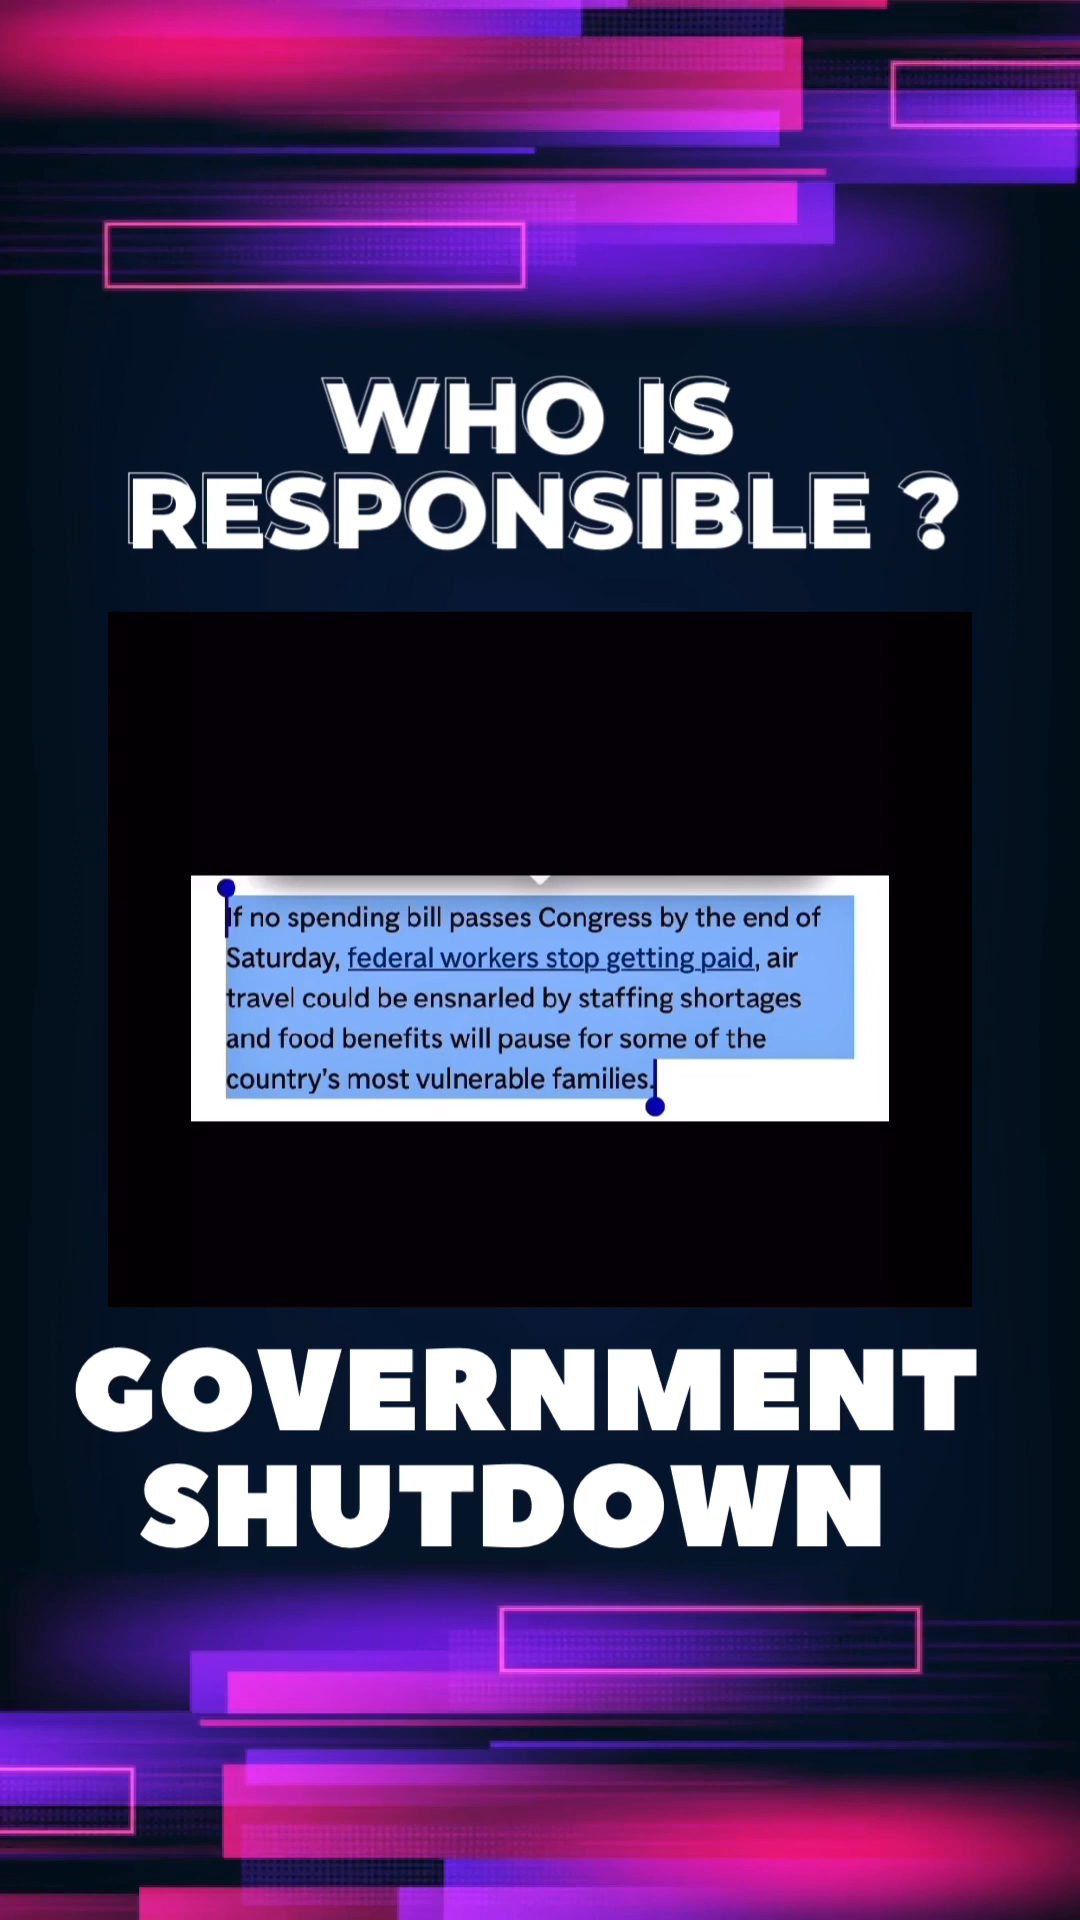 WHO IS
RESPONSIBLE ?
If no spending bill passes Congress by the end of
Saturday, federal workers stop getting paid, air
travel could be ensnarled by staffing shortages
and food benefits will pause for some of the
country’s most vulnerable families.
GOVERNMENT
SHUTDOWN